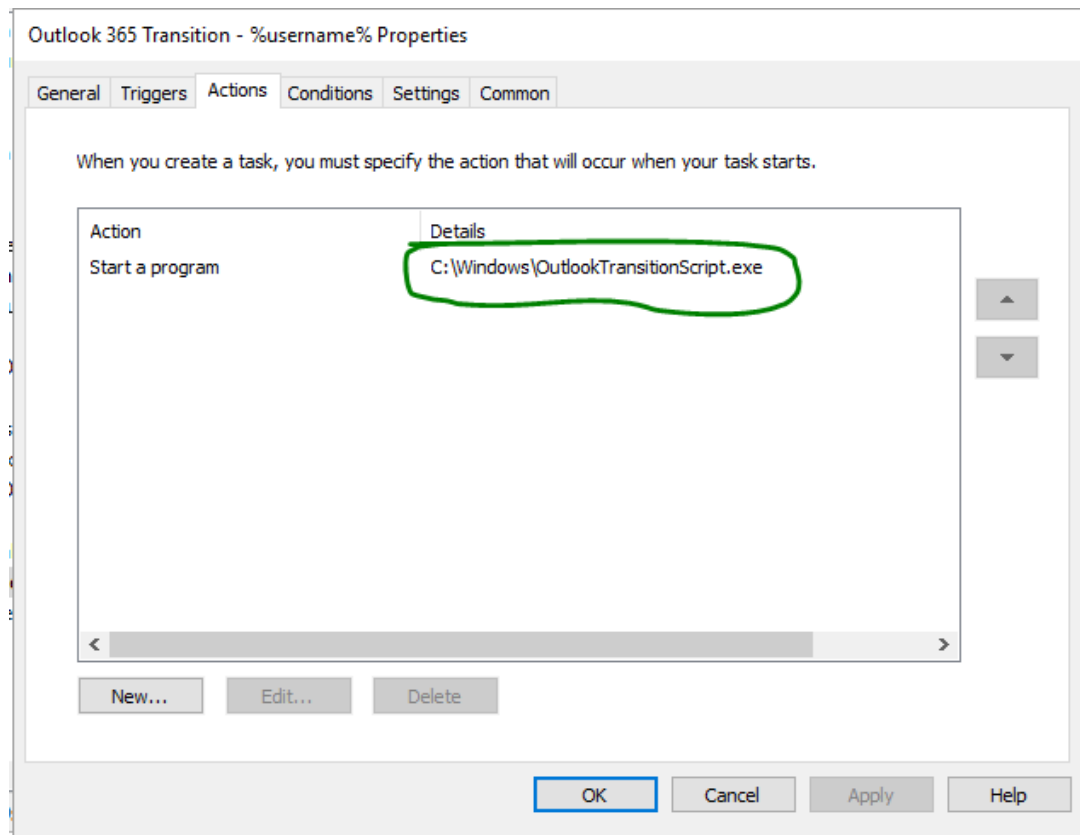 Outlook 365 Transition - %username% Properties
General Triggers Actions Conditions Settings Common
When you create a task, you must specify the action that will occur when your task starts.
Action Details
Start a program C:\Windows\OutlookTransitionScript.exe
New... Edit... Delete
OK Cancel Apply Help